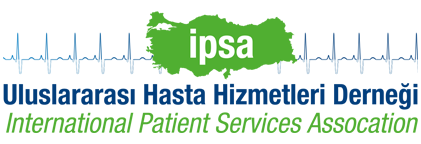 ipsa
Uluslararası Hasta Hizmetleri Derneği
International Patient Services Assocation